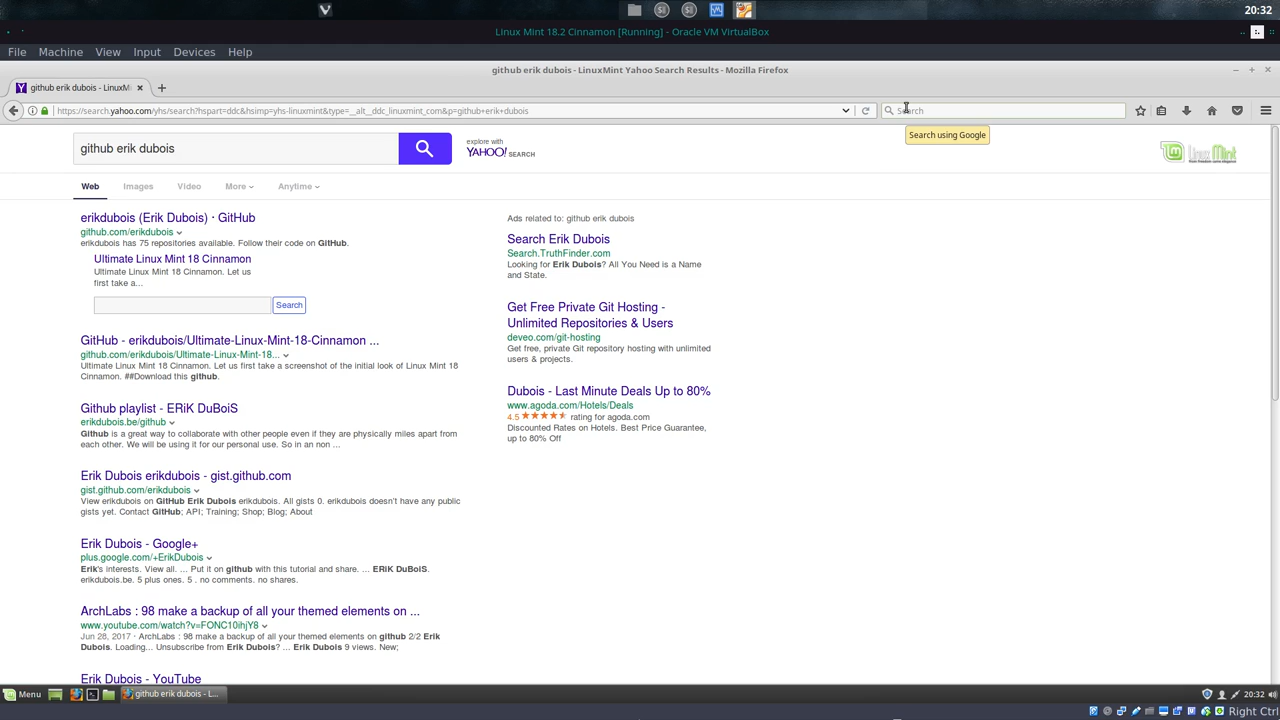 20:32
Linux Mint 18.2 Cinnamon [Running] - Oracle VM VirtualBox
File Machine View Input Devices Help
github erik dubois - LinuxMint Yahoo Search Results - Mozilla Firefox
github erik dubois - LinuxM
https://search.yahoo.com/yhs/search?hspart=ddc&hsimp=yhs-linuxmint&type=__alt__ddc_linuxmint_com&p=github+erik+dubois
Search
Search using Google
github erik dubois
explore with
YAHOO! SEARCH
Linux Mint
from freedom came elegance
Web Images Video More Anytime
erikdubois (Erik Dubois) · GitHub
github.com/erikdubois
erikdubois has 75 repositories available. Follow their code on GitHub.
Ultimate Linux Mint 18 Cinnamon
Ultimate Linux Mint 18 Cinnamon. Let us
first take a...
Search
GitHub - erikdubois/Ultimate-Linux-Mint-18-Cinnamon ...
github.com/erikdubois/Ultimate-Linux-Mint-18...
Ultimate Linux Mint 18 Cinnamon. Let us first take a screenshot of the initial look of Linux Mint 18
Cinnamon. ##Download this github.
Github playlist - ERiK DuBoiS
erikdubois.be/github
Github is a great way to collaborate with other people even if they are physically miles apart from
each other. We will be using it for our personal use. So in an non ...
Erik Dubois erikdubois - gist.github.com
gist.github.com/erikdubois
View erikdubois on GitHub Erik Dubois erikdubois. All gists 0. erikdubois doesn't have any public
gists yet. Contact GitHub; API; Training; Shop; Blog; About
Erik Dubois - Google+
plus.google.com/+ErikDubois
Erik's interests. View all. ... Put it on github with this tutorial and share. ... ERiK DuBoiS.
erikdubois.be. 5 plus ones. 5 . no comments. no shares.
ArchLabs : 98 make a backup of all your themed elements on ...
www.youtube.com/watch?v=FONC10ihjY8
Jun 28, 2017 · ArchLabs : 98 make a backup of all your themed elements on github 2/2 Erik
Dubois. Loading... Unsubscribe from Erik Dubois? ... Erik Dubois 9 views. New;
Erik Dubois - YouTube
Ads related to: github erik dubois
Search Erik Dubois
Search.TruthFinder.com
Looking for Erik Dubois? All You Need is a Name
and State.
Get Free Private Git Hosting -
Unlimited Repositories & Users
deveo.com/git-hosting
Get free, private Git repository hosting with unlimited
users & projects.
Dubois - Last Minute Deals Up to 80%
www.agoda.com/Hotels/Deals
4.5 rating for agoda.com
Discounted Rates on Hotels. Best Price Guarantee,
up to 80% Off
Menu
github erik dubois - L...
20:32
Right Ctrl